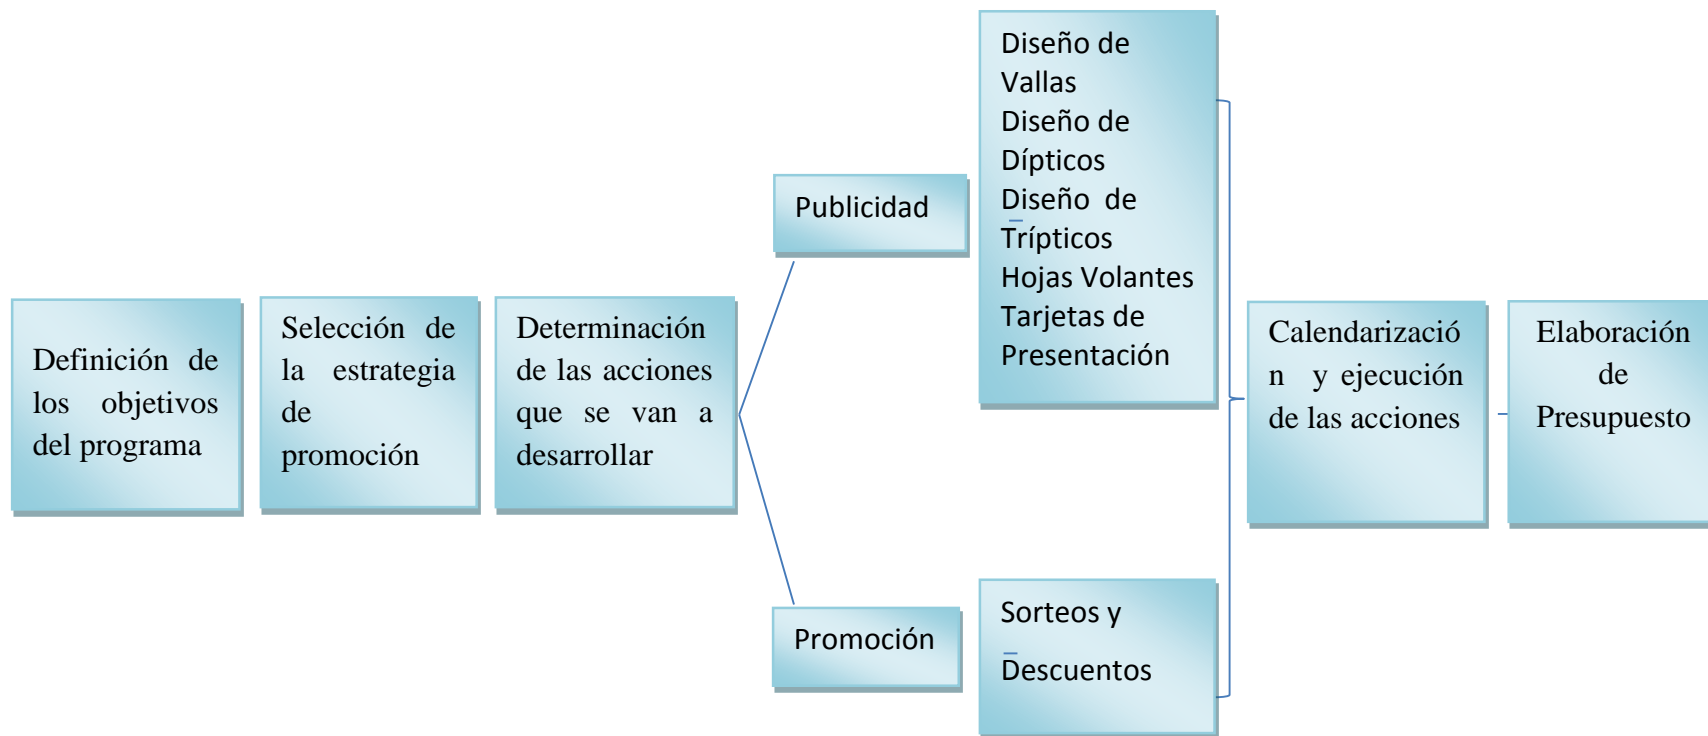 Definición de
los objetivos
del programa
Selección de
la estrategia
de
promoción
Determinación
de las acciones
que se van a
desarrollar
Publicidad
Diseño de
Vallas
Diseño de
Dípticos
Diseño de
Trípticos
Hojas Volantes
Tarjetas de
Presentación
Promoción
Sorteos y
Descuentos
Calendarizació
n y ejecución
de las acciones
Elaboración
de
Presupuesto